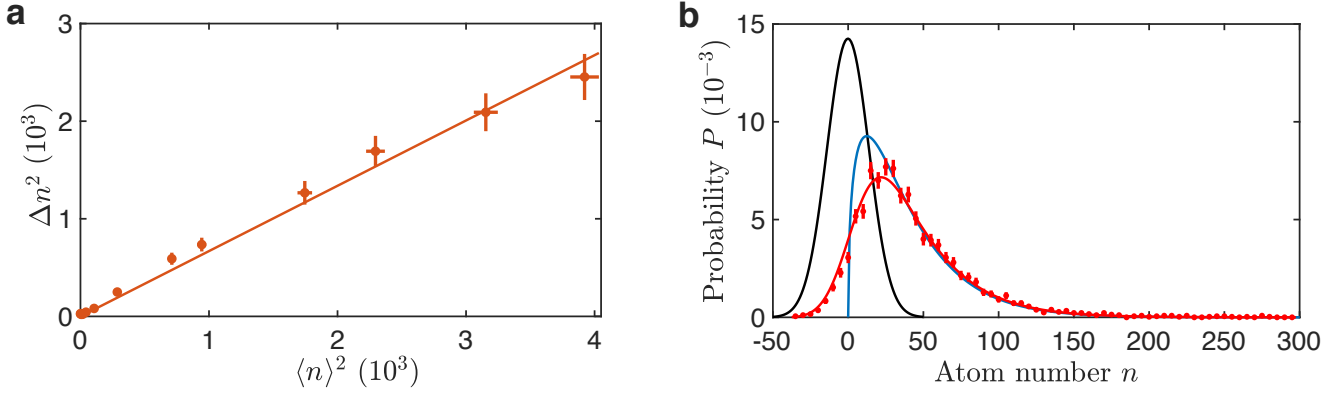 a
Δn² (10³)
3
2
1
0
0 1 2 3 4
⟨n⟩² (10³)
b
Probability P (10⁻³)
15
10
5
0
-50 0 50 100 150 200 250 300
Atom number n